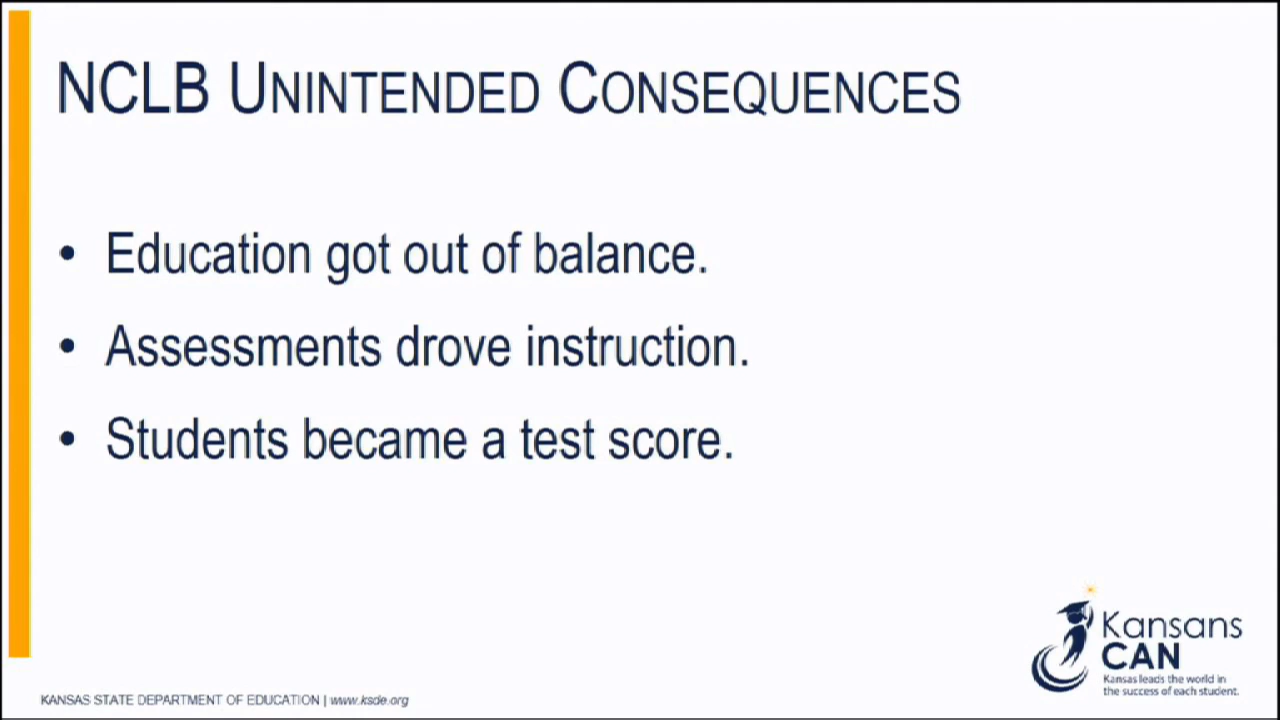 NCLB UNINTENDED CONSEQUENCES
• Education got out of balance.
• Assessments drove instruction.
• Students became a test score.
Kansans
CAN
Kansas leads the world in
the success of each student.
KANSAS STATE DEPARTMENT OF EDUCATION | www.ksde.org